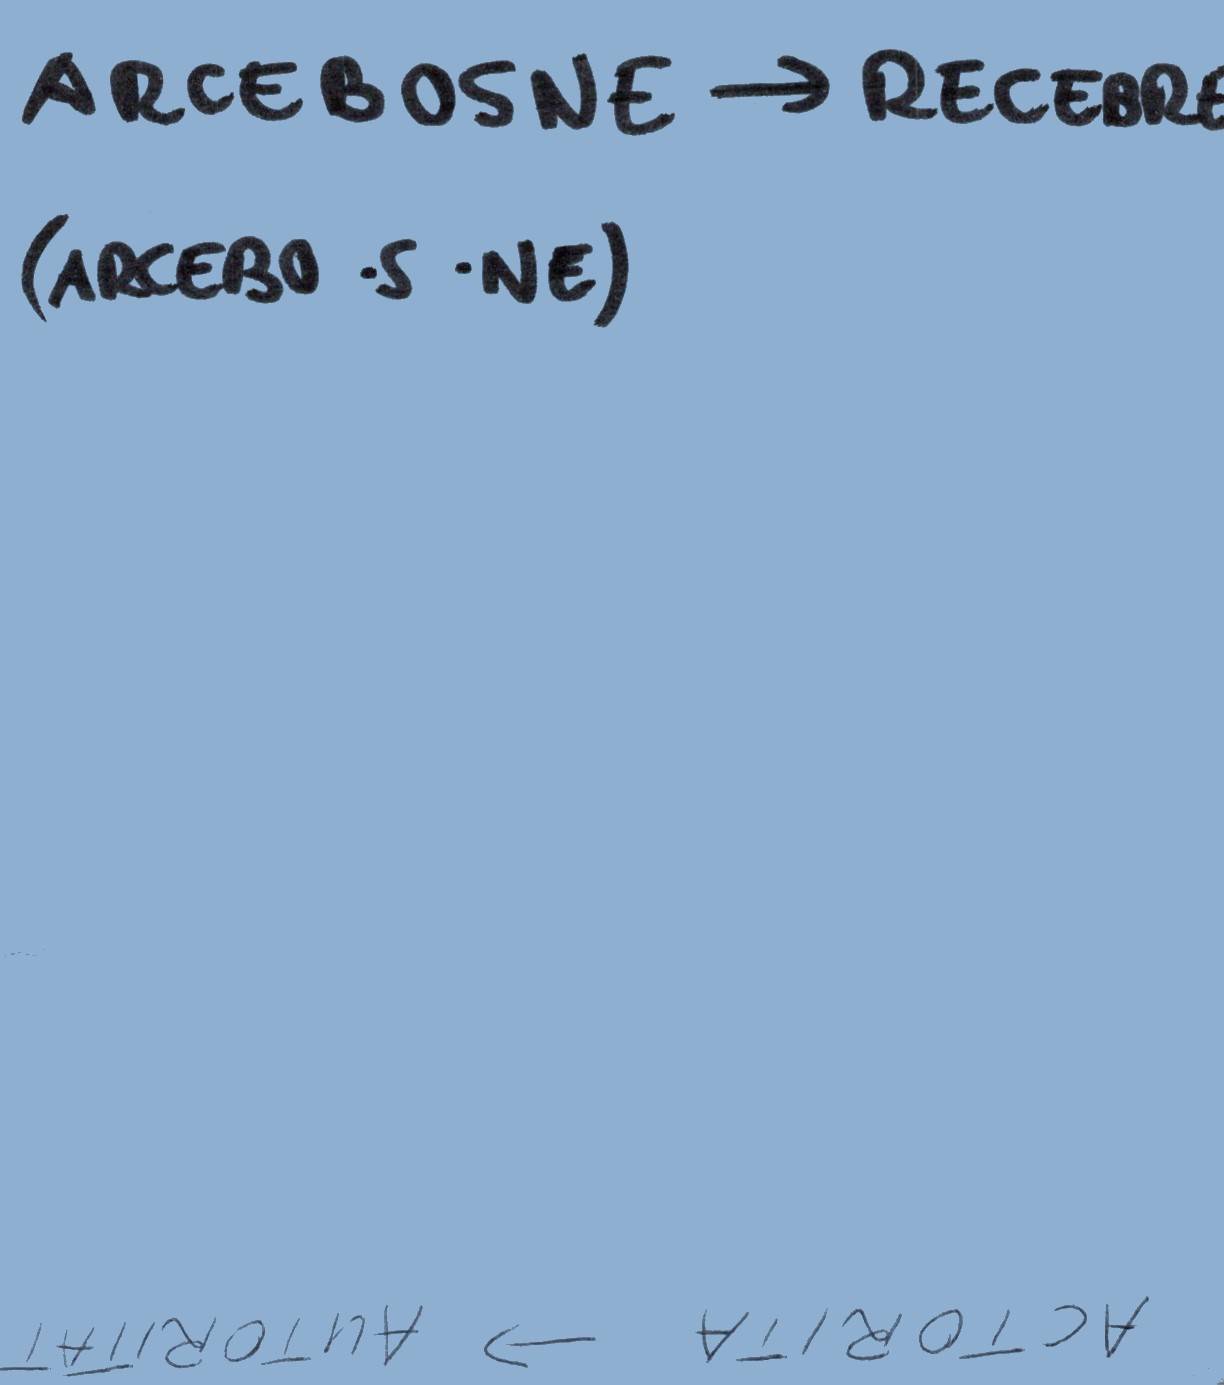 ARCEBOSNE → RECEBRE
(ARCEBO ·S ·NE)
ACTORITA → AUTORITAT